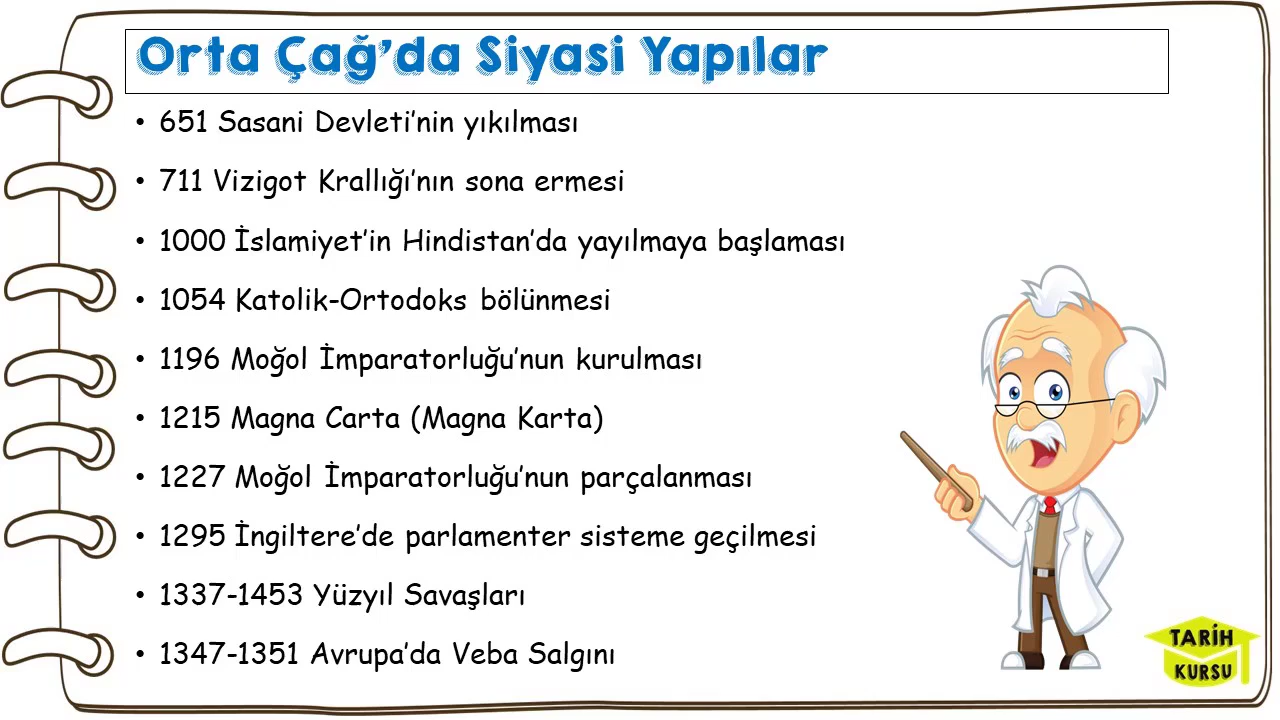 Orta Çağ’da Siyasi Yapılar
• 651 Sasani Devleti’nin yıkılması
• 711 Vizigot Krallığı’nın sona ermesi
• 1000 İslamiyet’in Hindistan’da yayılmaya başlaması
• 1054 Katolik-Ortodoks bölünmesi
• 1196 Moğol İmparatorluğu’nun kurulması
• 1215 Magna Carta (Magna Karta)
• 1227 Moğol İmparatorluğu’nun parçalanması
• 1295 İngiltere’de parlamenter sisteme geçilmesi
• 1337-1453 Yüzyıl Savaşları
• 1347-1351 Avrupa’da Veba Salgını
TARİH
KURSU